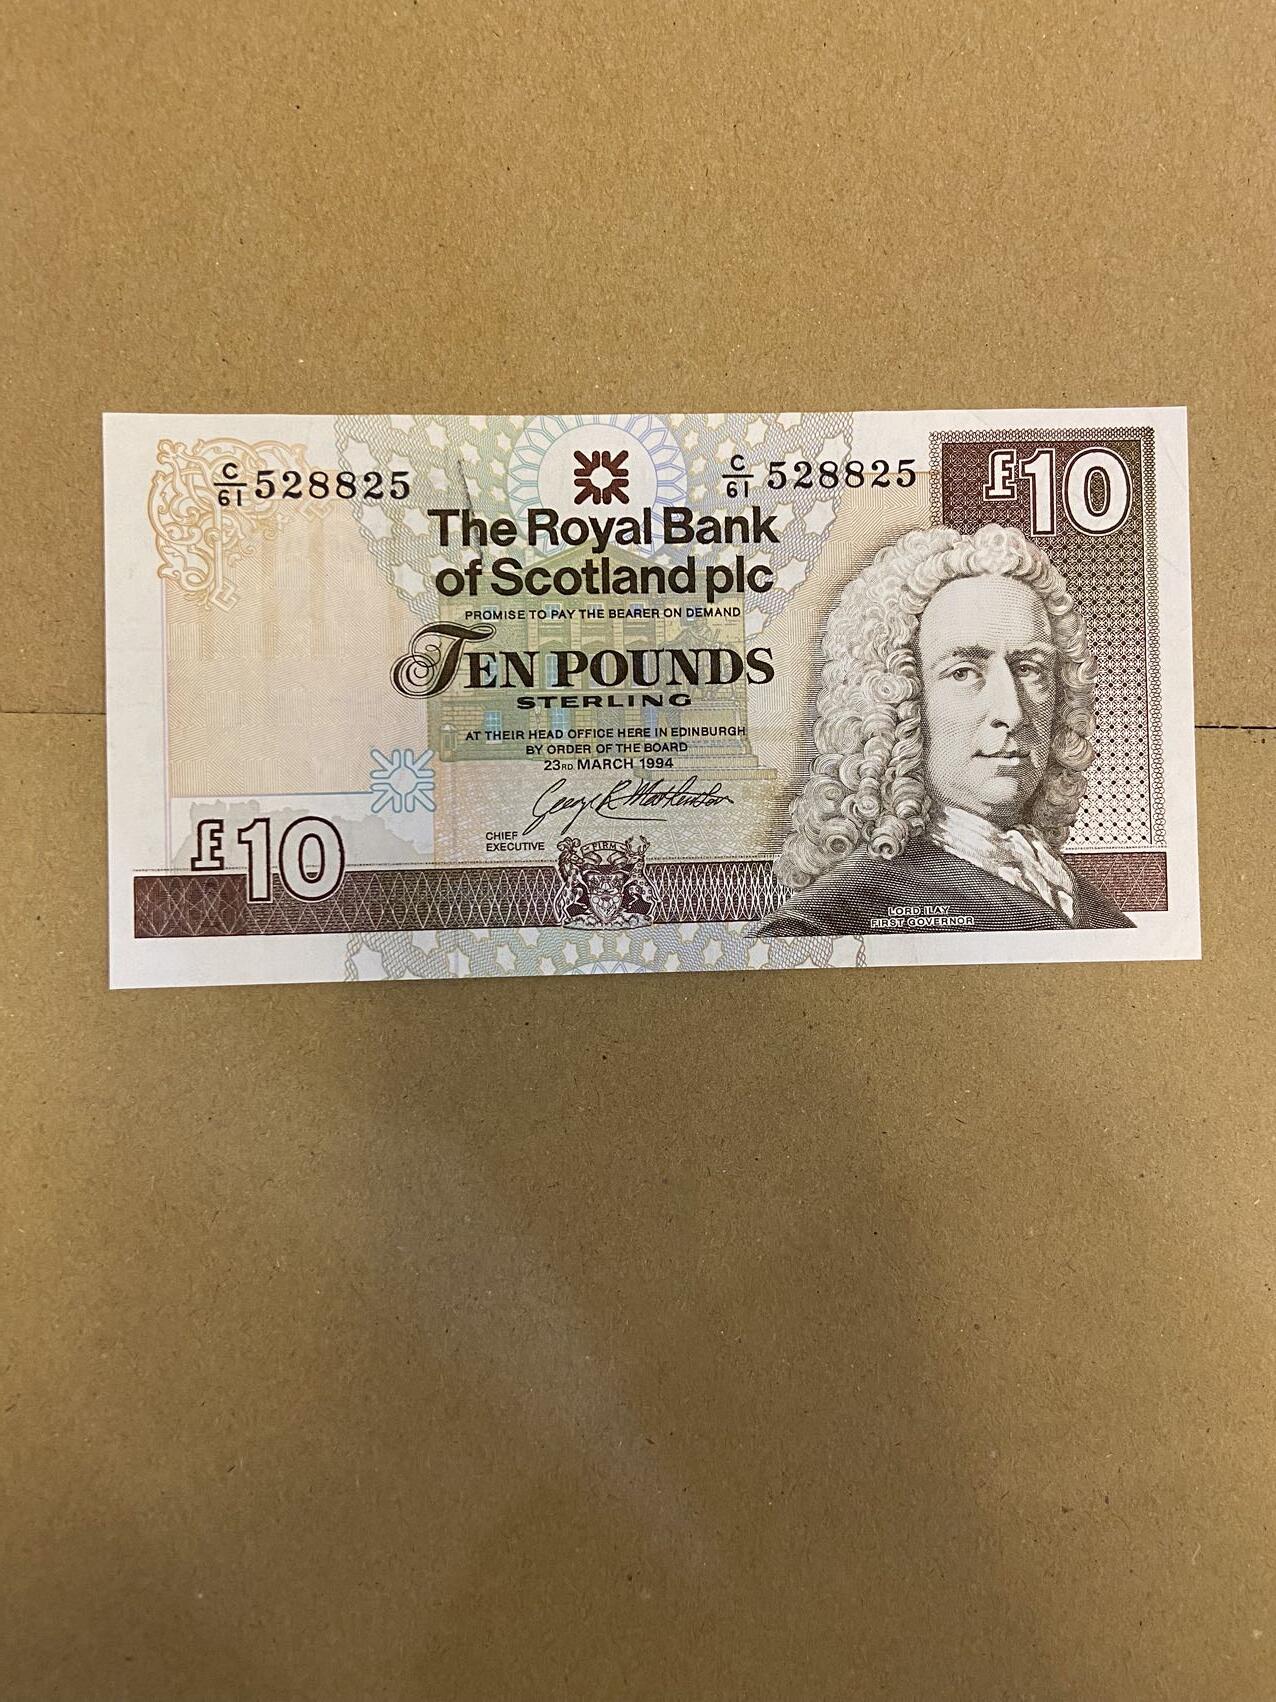 C/61 528825
C/61 528825
£10
The Royal Bank
of Scotland plc
PROMISE TO PAY THE BEARER ON DEMAND
TEN POUNDS
STERLING
AT THEIR HEAD OFFICE HERE IN EDINBURGH
BY ORDER OF THE BOARD
23RD MARCH 1994
George R Mathewson
CHIEF
EXECUTIVE
FIRM
£10
LORD ILAY
FIRST GOVERNOR